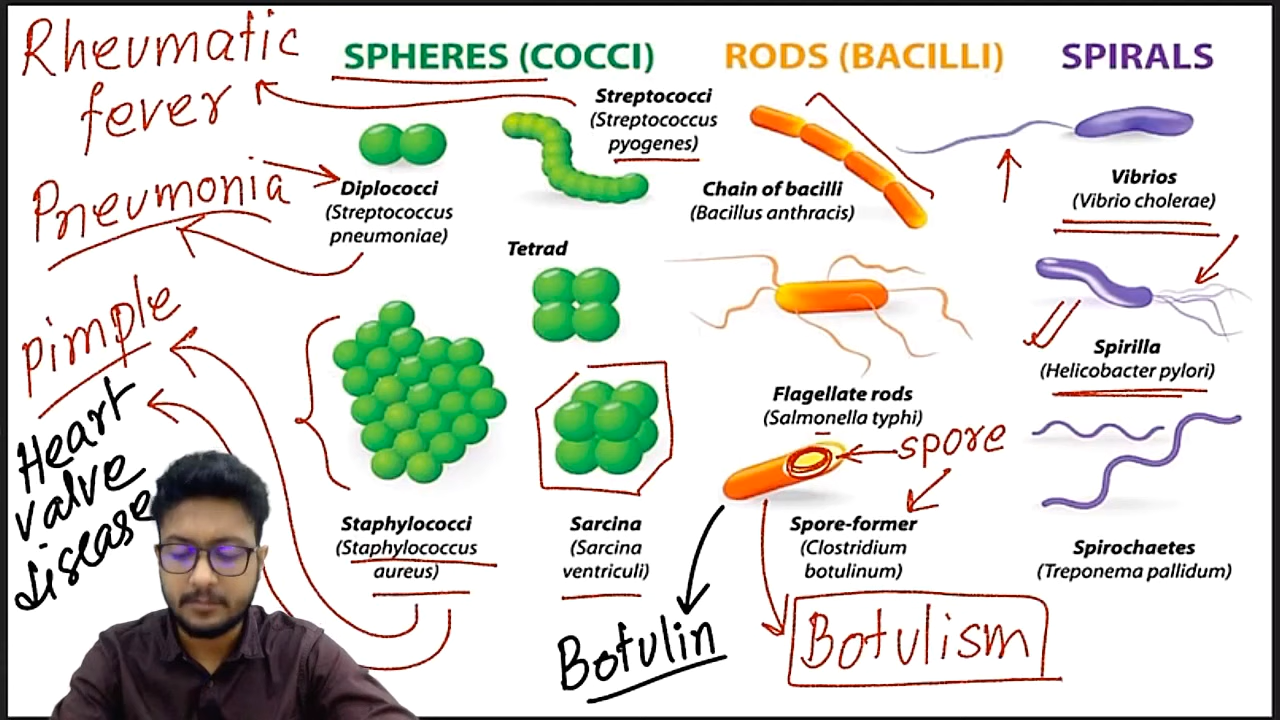 Rheumatic
fever
Pneumonia
pimple
Heart
valve
disease
SPHERES (COCCI)
Diplococci
(Streptococcus
pneumoniae)
Streptococci
(Streptococcus
pyogenes)
Tetrad
Staphylococci
(Staphylococcus
aureus)
Sarcina
(Sarcina
ventriculi)
RODS (BACILLI)
Chain of bacilli
(Bacillus anthracis)
Flagellate rods
(Salmonella typhi)
spore
Spore-former
(Clostridium
botulinum)
Botulin
Botulism
SPIRALS
Vibrios
(Vibrio cholerae)
Spirilla
(Helicobacter pylori)
Spirochaetes
(Treponema pallidum)